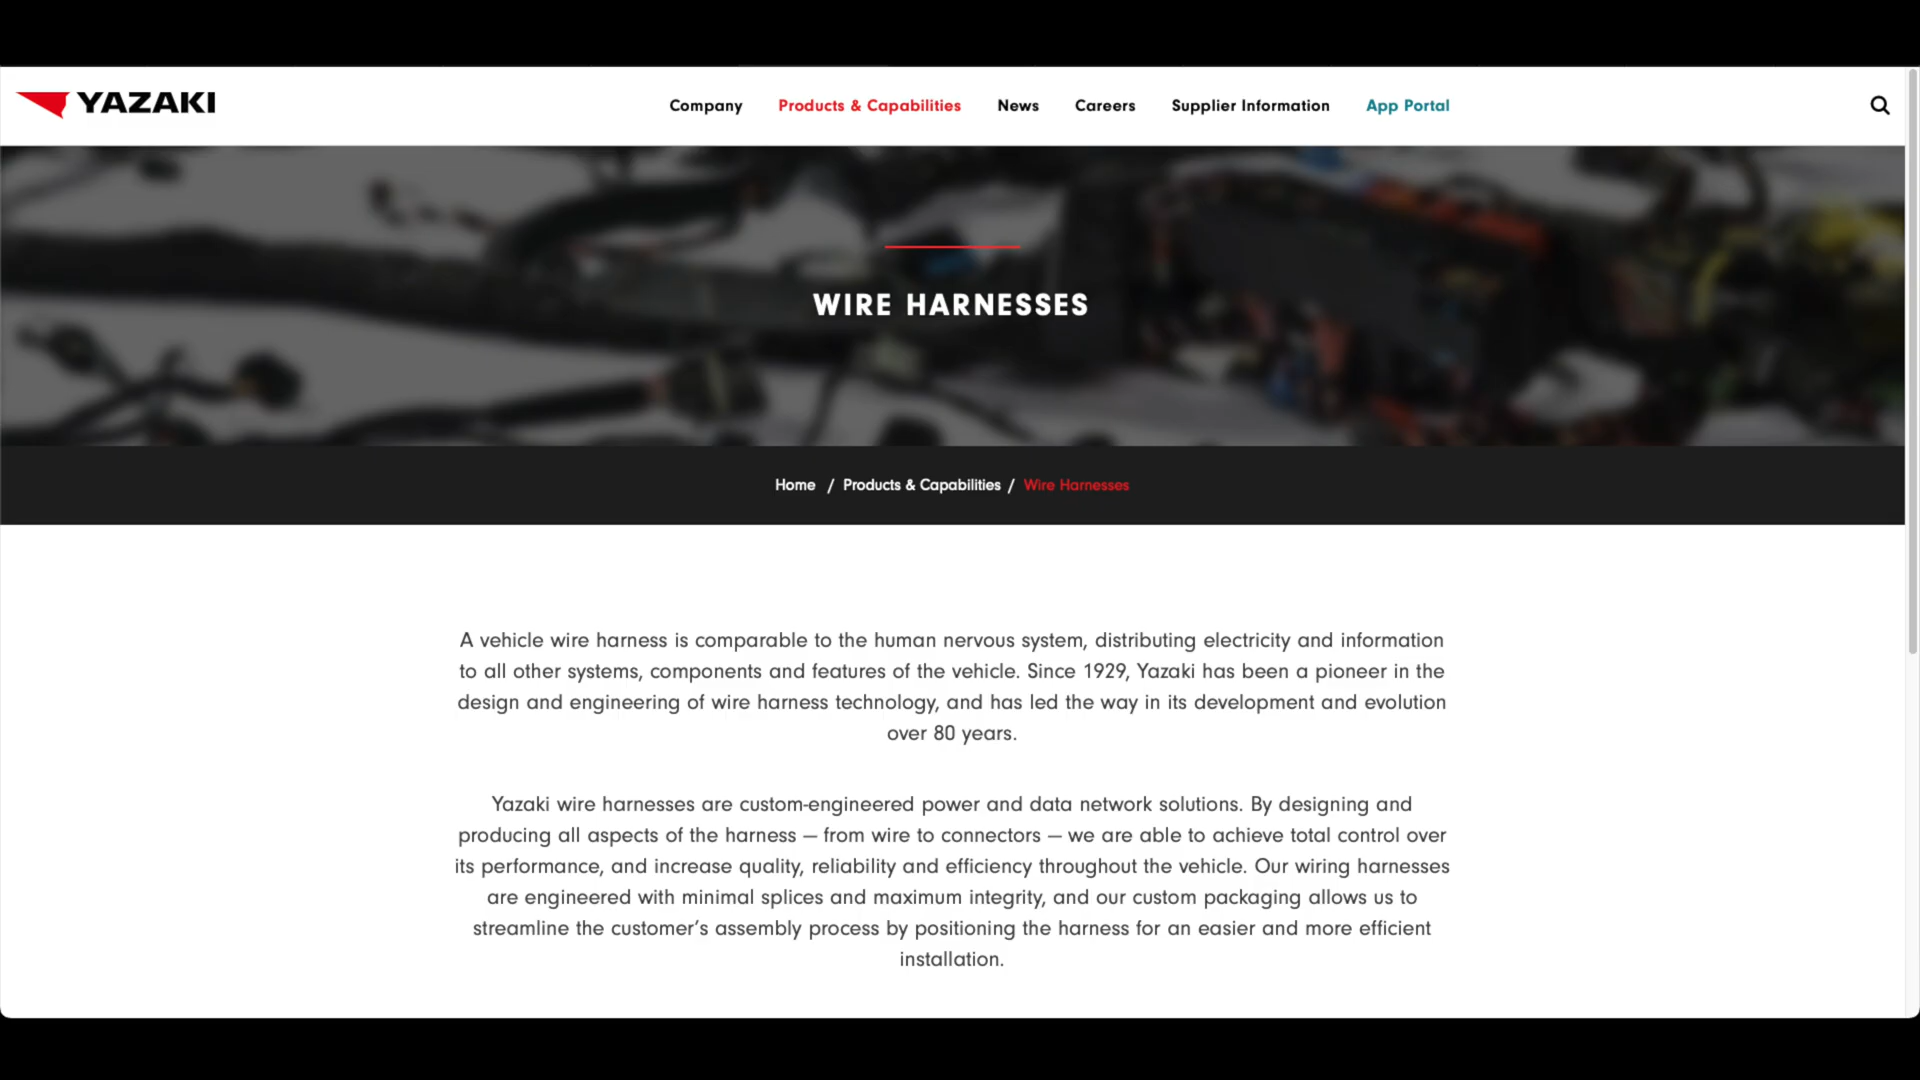 YAZAKI
Company Products & Capabilities News Careers Supplier Information App Portal
WIRE HARNESSES
Home / Products & Capabilities / Wire Harnesses
A vehicle wire harness is comparable to the human nervous system, distributing electricity and information
to all other systems, components and features of the vehicle. Since 1929, Yazaki has been a pioneer in the
design and engineering of wire harness technology, and has led the way in its development and evolution
over 80 years.
Yazaki wire harnesses are custom-engineered power and data network solutions. By designing and
producing all aspects of the harness — from wire to connectors — we are able to achieve total control over
its performance, and increase quality, reliability and efficiency throughout the vehicle. Our wiring harnesses
are engineered with minimal splices and maximum integrity, and our custom packaging allows us to
streamline the customer’s assembly process by positioning the harness for an easier and more efficient
installation.